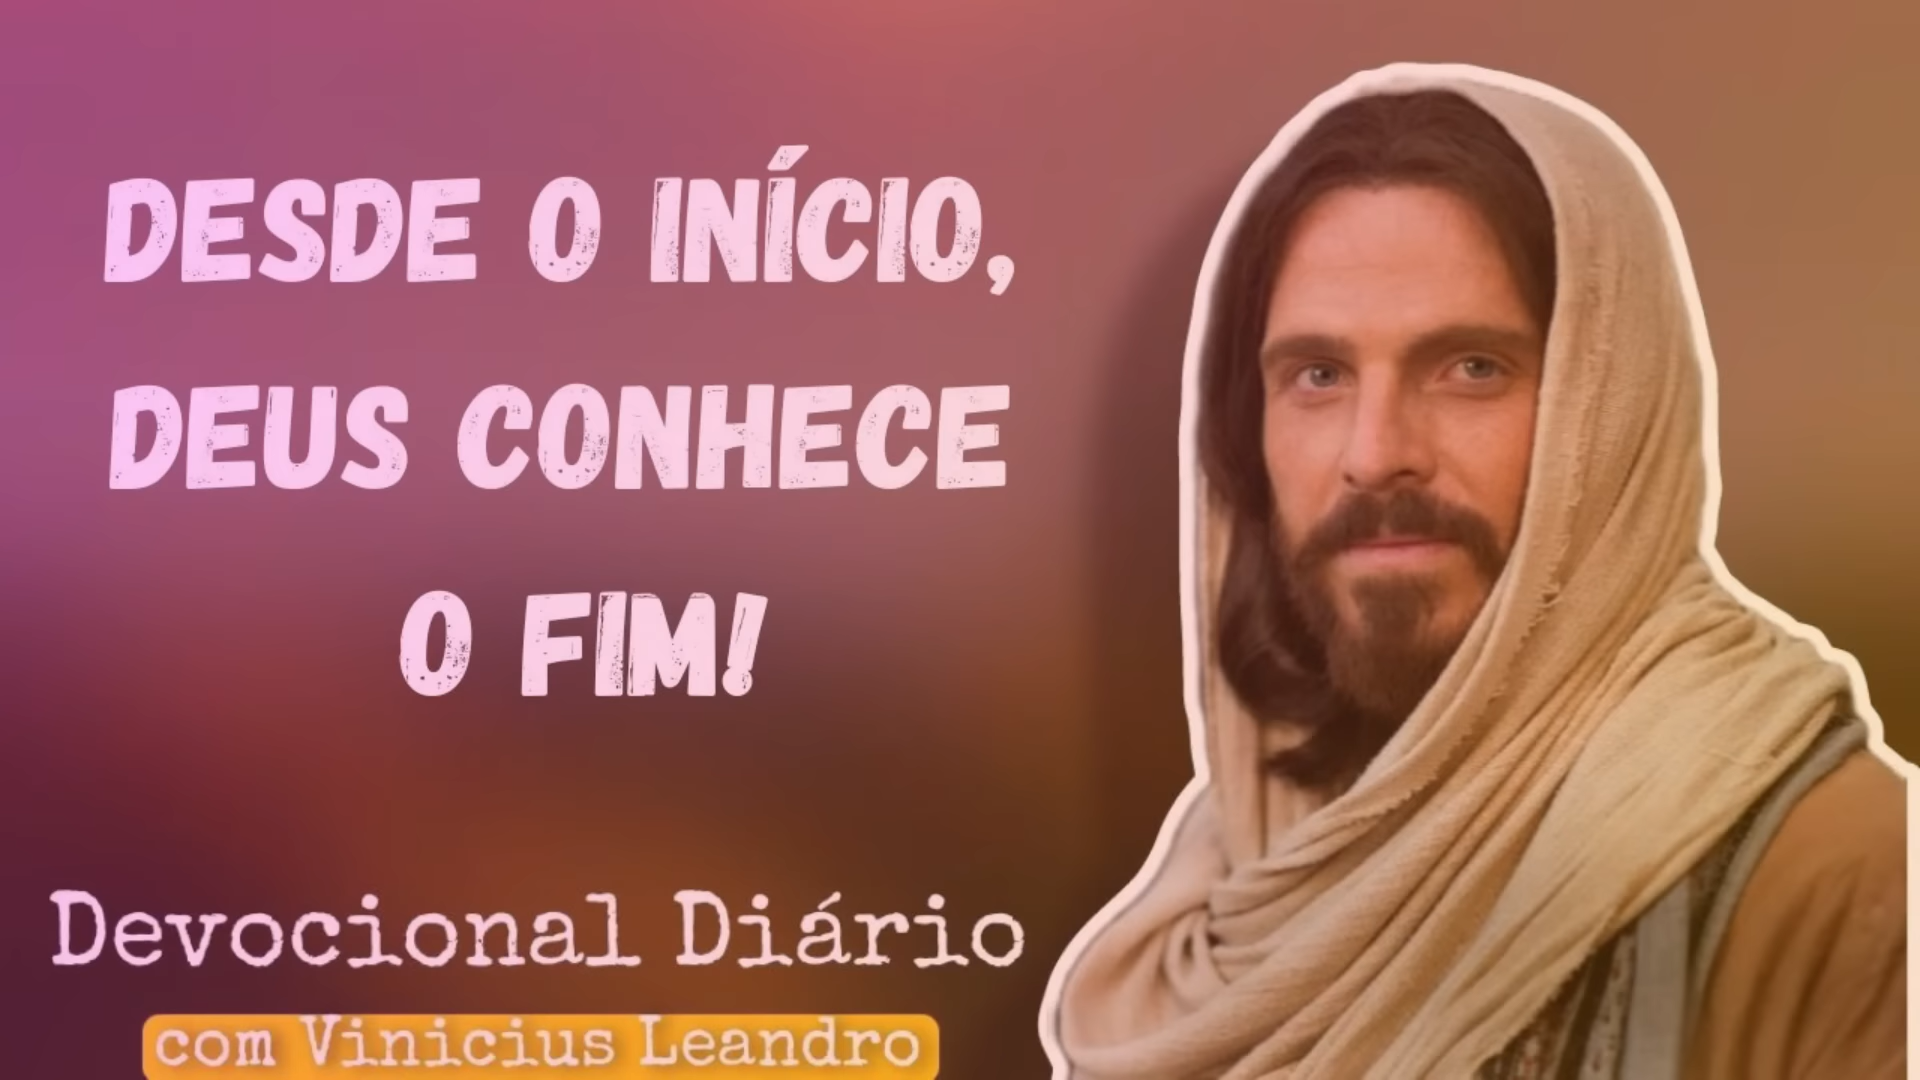 DESDE O INÍCIO,
DEUS CONHECE
O FIM!
Devocional Diário
com Vinicius Leandro